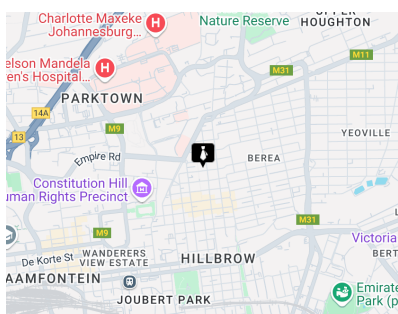 UPPER
HOUGHTON
Charlotte Maxeke
Johannesburg...
Nature Reserve
H
M11
elson Mandela
en's Hospital...
H
M31
PARKTOWN
14A
M9
13
YEOVILLE
Empire Rd
BEREA
Constitution Hill
uman Rights Precinct
M31
M9
Victoria
WANDERERS
VIEW ESTATE
De Korte St
HILLBROW
BERT
AAMFONTEIN
JOUBERT PARK
Emirate
Park (p